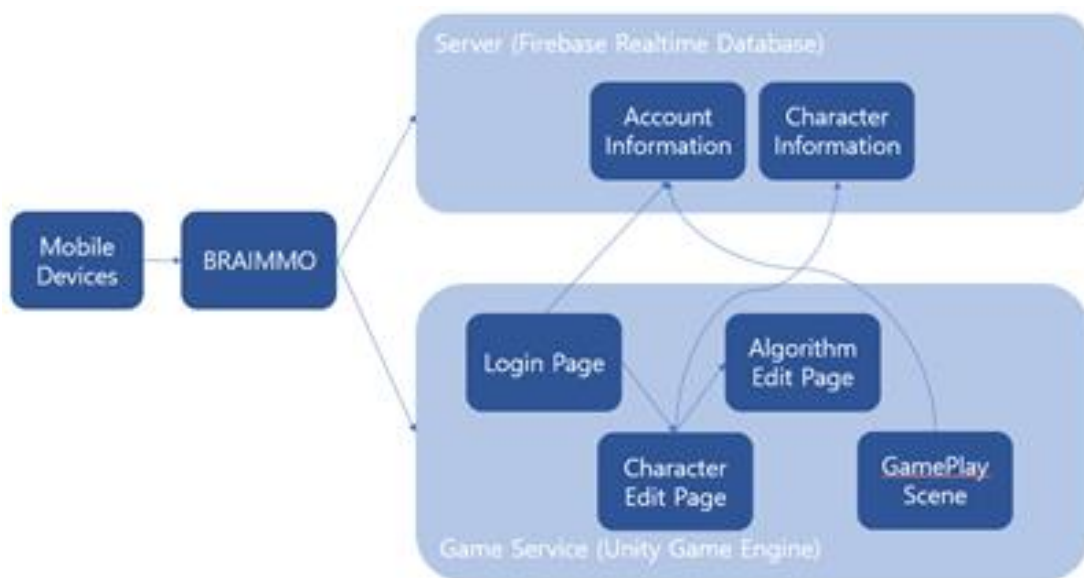 Server (Firebase Realtime Database)
Account
Information
Character
Information
Mobile
Devices
BRAIMMO
Login Page
Algorithm
Edit Page
Character
Edit Page
GamePlay
Scene
Game Service (Unity Game Engine)